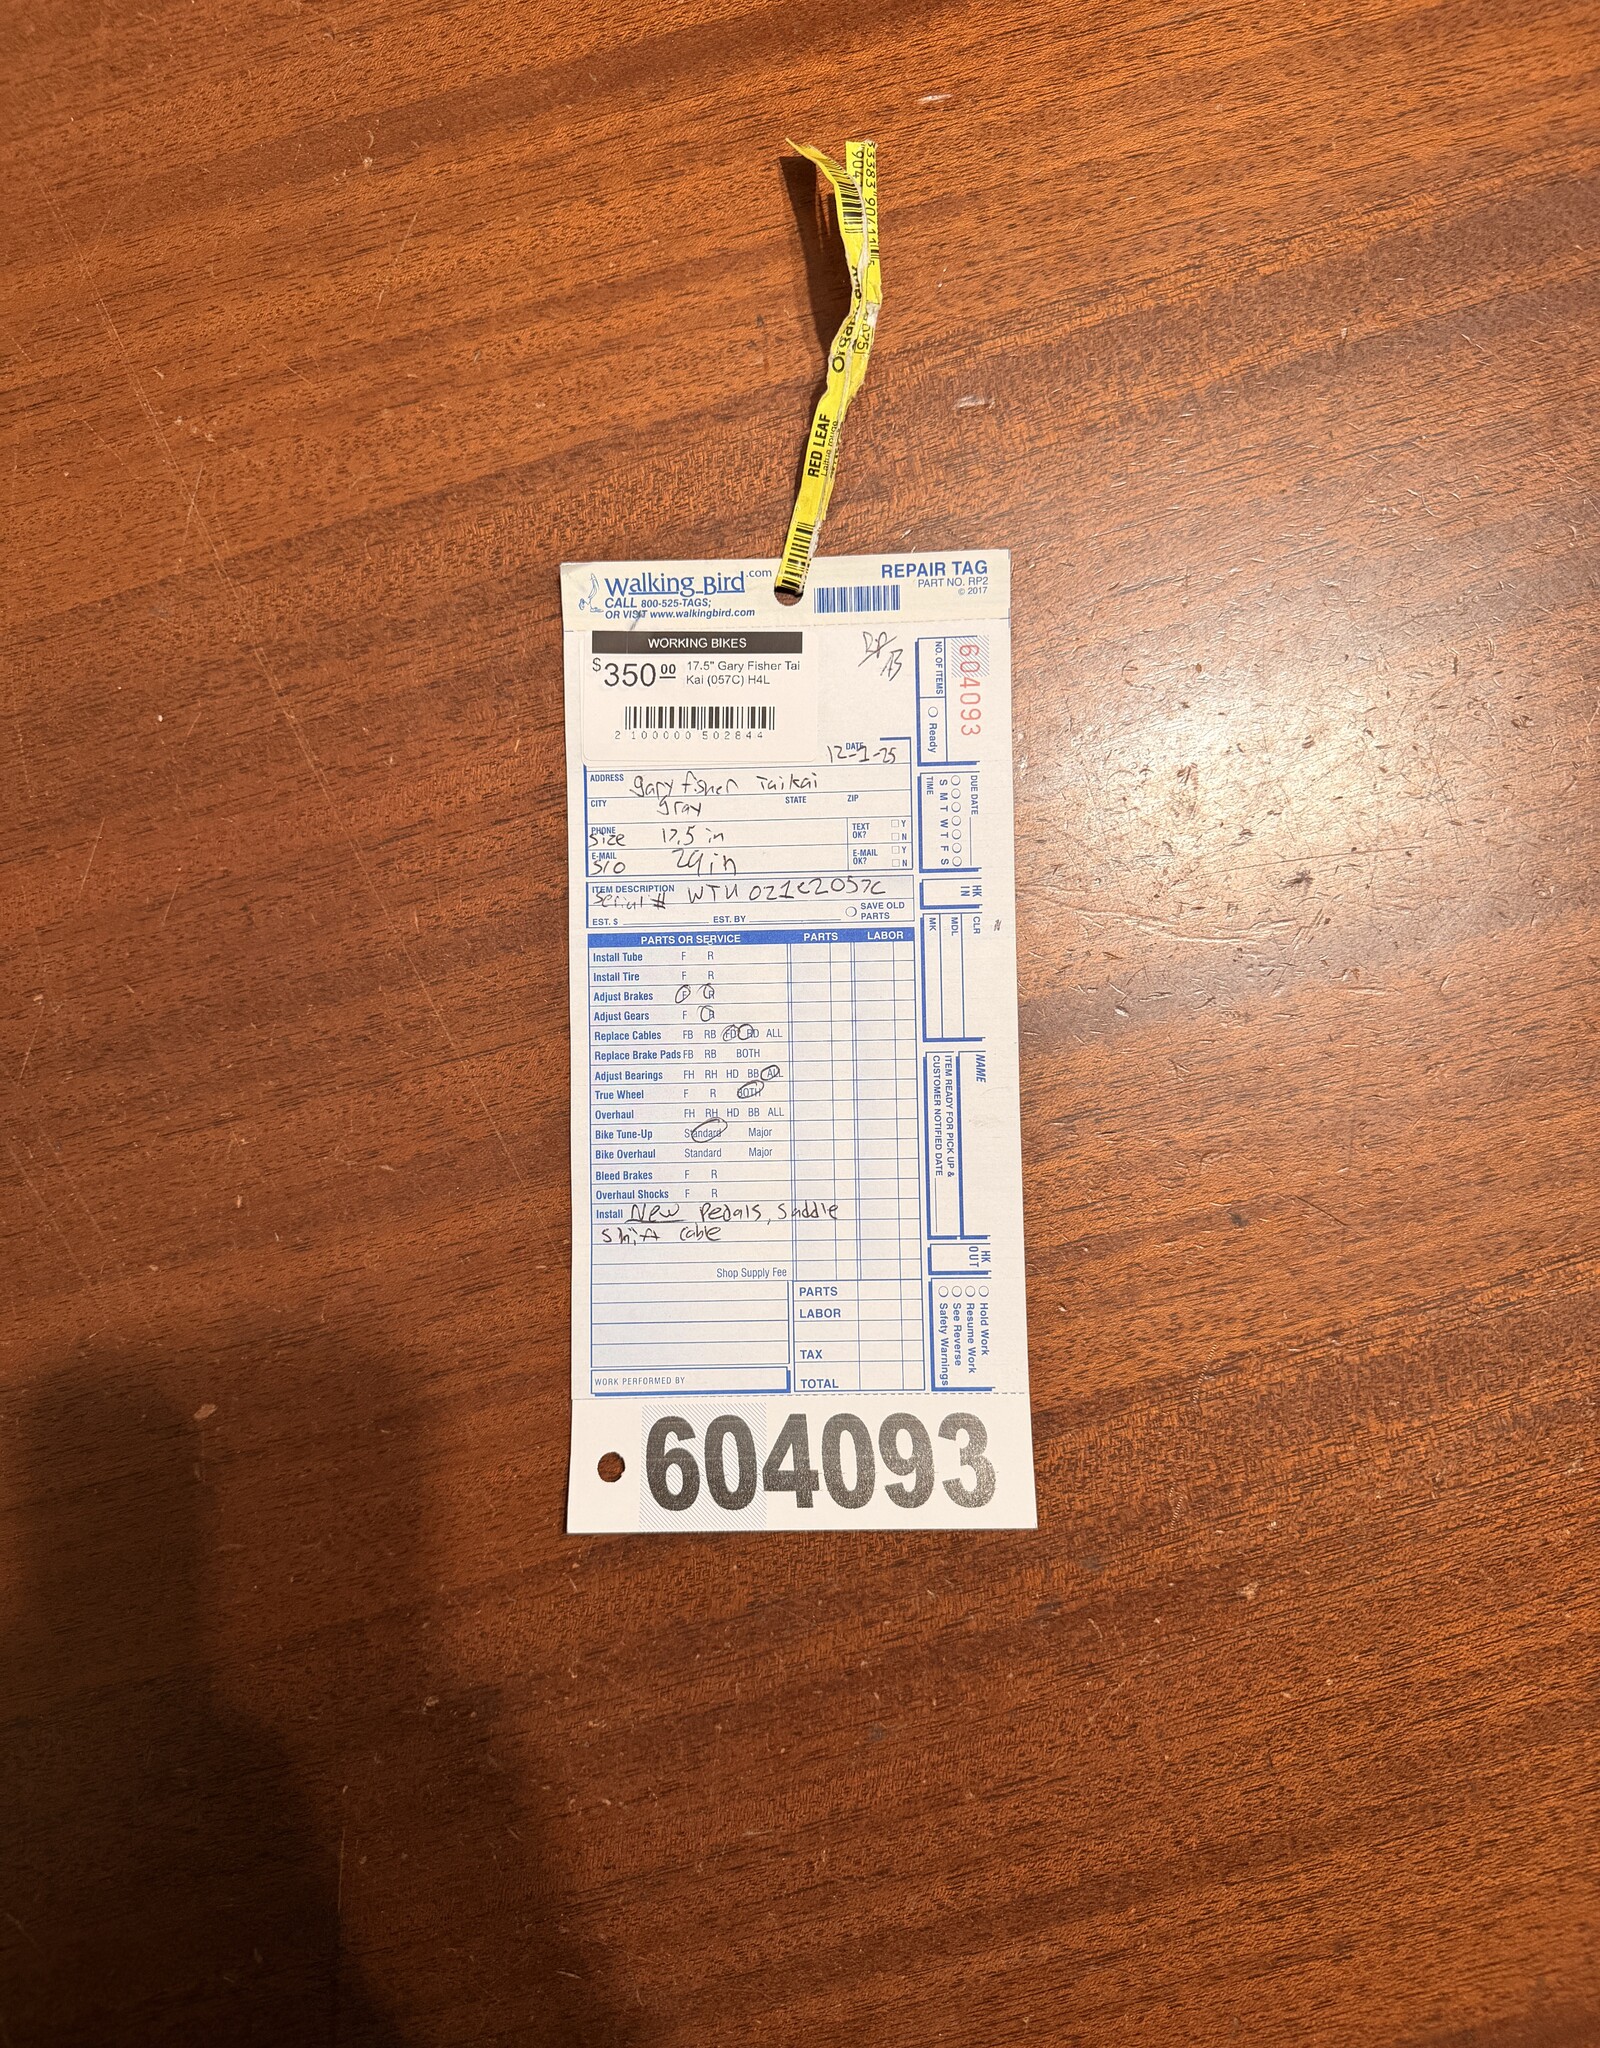 33383 90411
904
Orga
RED LEAF
Laitue rouge
Walking_Bird.com
CALL 800-525-TAGS;
OR VISIT www.walkingbird.com
REPAIR TAG
PART NO. RP2
© 2017
WORKING BIKES
$350.00 17.5" Gary Fisher Tai
Kai (057C) H4L
2 100000 502844
604093
NO. OF ITEMS
Ready
DATE 12-1-25
ADDRESS gary fisher Taikai
CITY gray STATE ZIP
PHONE size 17.5 in TEXT OK? Y N
E-MAIL S/O 29in E-MAIL OK? Y N
ITEM DESCRIPTION
Serial # WTU 021C2057C
EST. $ EST. BY SAVE OLD PARTS
DUE DATE
S M T W T F S
TIME
HK IN
CLR
MDL
MK
NAME
ITEM READY FOR PICK UP &
CUSTOMER NOTIFIED DATE
HK OUT
Hold Work
Resume Work
See Reverse
Safety Warnings
PARTS OR SERVICE PARTS LABOR
Install Tube F R
Install Tire F R
Adjust Brakes F R
Adjust Gears F R
Replace Cables FB RB FD RD ALL
Replace Brake Pads FB RB BOTH
Adjust Bearings FH RH HD BB ALL
True Wheel F R BOTH
Overhaul FH RH HD BB ALL
Bike Tune-Up Standard Major
Bike Overhaul Standard Major
Bleed Brakes F R
Overhaul Shocks F R
Install New Pedals, Saddle
Shift cable
Shop Supply Fee
PARTS
LABOR
TAX
TOTAL
WORK PERFORMED BY
604093